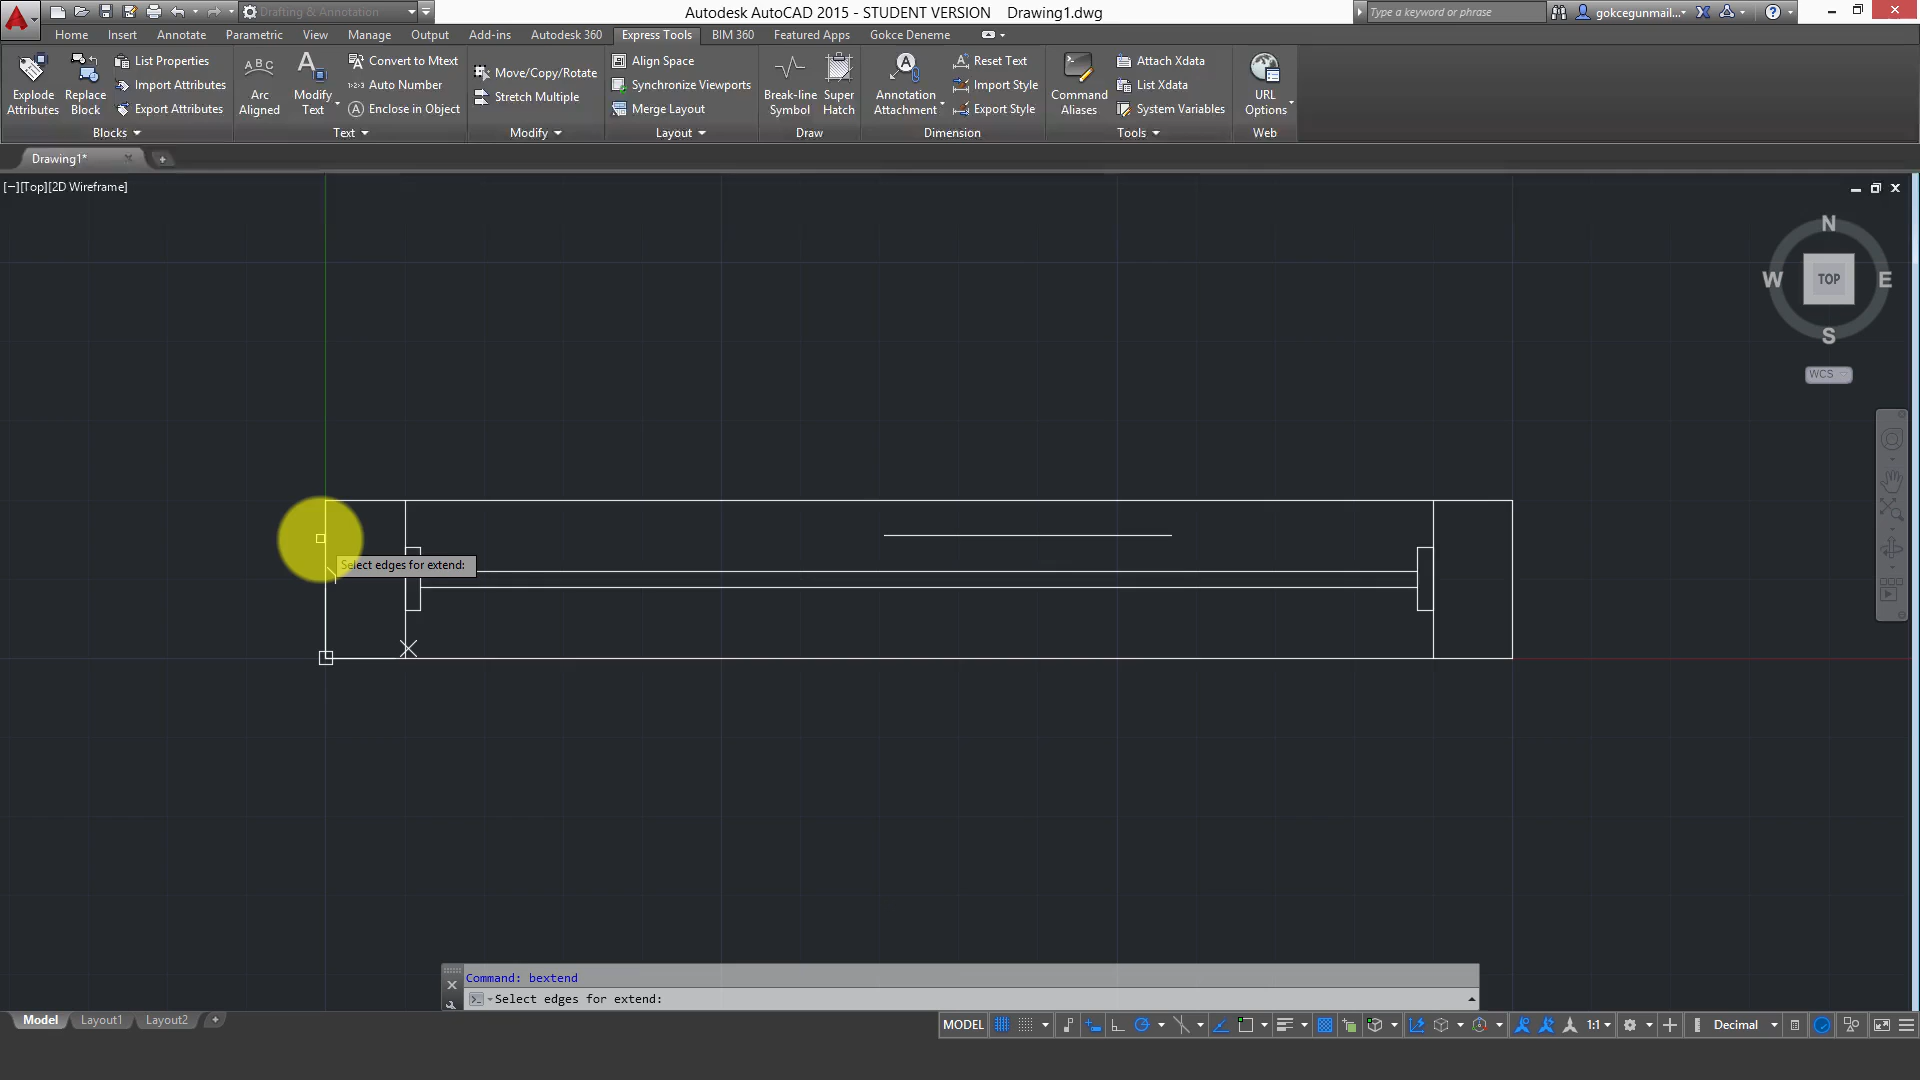 Drafting & Annotation
Autodesk AutoCAD 2015 - STUDENT VERSION Drawing1.dwg
Type a keyword or phrase
gokcegunmail...
Home Insert Annotate Parametric View Manage Output Add-ins Autodesk 360 Express Tools BIM 360 Featured Apps Gokce Deneme
Explode Attributes
Replace Block
List Properties
Import Attributes
Export Attributes
Blocks
ABC
Arc Aligned
Modify Text
Convert to Mtext
1-2-3 Auto Number
Enclose in Object
Text
Move/Copy/Rotate
Stretch Multiple
Modify
Align Space
Synchronize Viewports
Merge Layout
Layout
Break-line Symbol
Super Hatch
Draw
Annotation Attachment
Reset Text
Import Style
Export Style
Dimension
Command Aliases
Attach Xdata
List Xdata
System Variables
Tools
URL Options
Web
Drawing1*
[−][Top][2D Wireframe]
N
W TOP E
S
WCS
Select edges for extend:
Command: bextend
Select edges for extend:
Model Layout1 Layout2
MODEL 1:1 Decimal